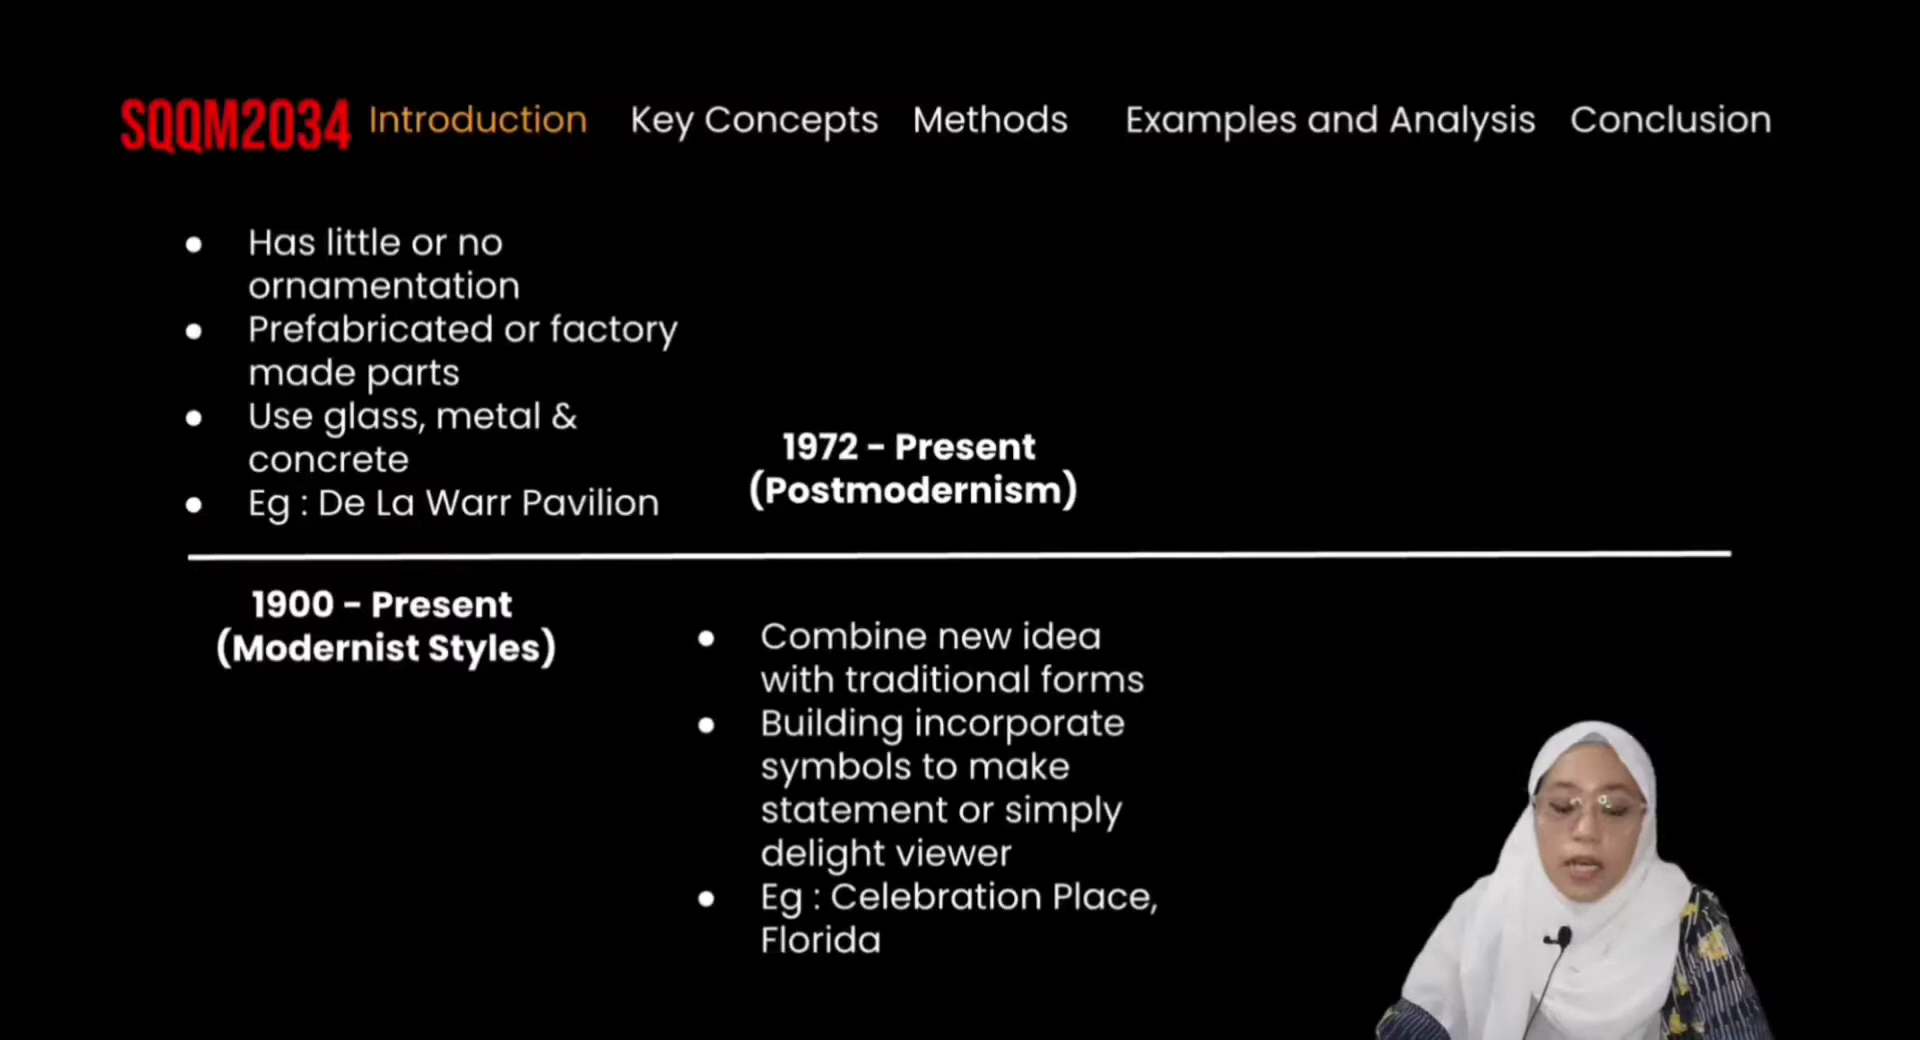 SQQM2034 Introduction Key Concepts Methods Examples and Analysis Conclusion
● Has little or no
ornamentation
● Prefabricated or factory
made parts
● Use glass, metal &
concrete
● Eg : De La Warr Pavilion
1900 - Present
(Modernist Styles)
1972 - Present
(Postmodernism)
● Combine new idea
with traditional forms
● Building incorporate
symbols to make
statement or simply
delight viewer
● Eg : Celebration Place,
Florida